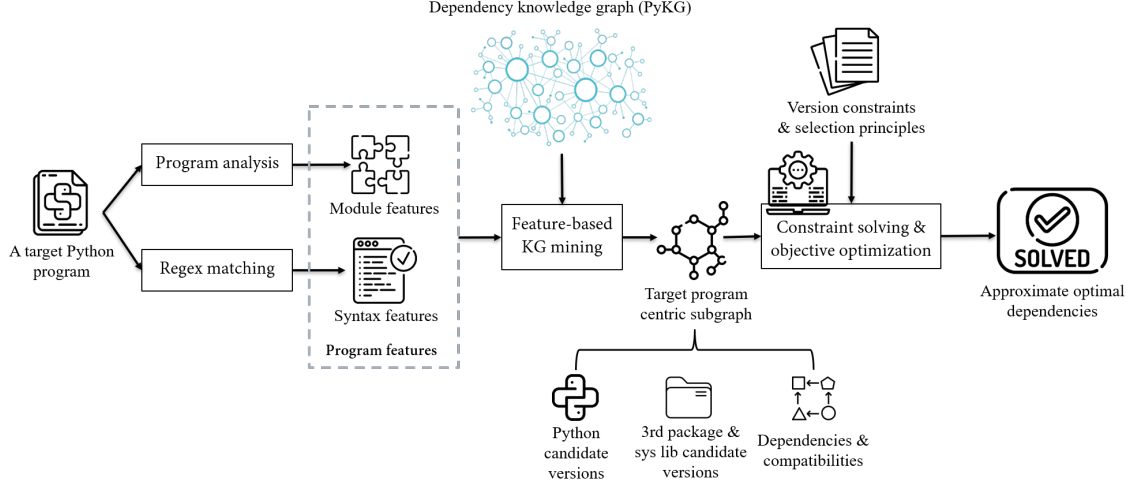 Dependency knowledge graph (PyKG)
Version constraints
& selection principles
Program analysis
Module features
A target Python
program
Regex matching
Syntax features
Program features
Feature-based
KG mining
Target program
centric subgraph
Constraint solving &
objective optimization
SOLVED
Approximate optimal
dependencies
Python
candidate
versions
3rd package &
sys lib candidate
versions
Dependencies &
compatibilities